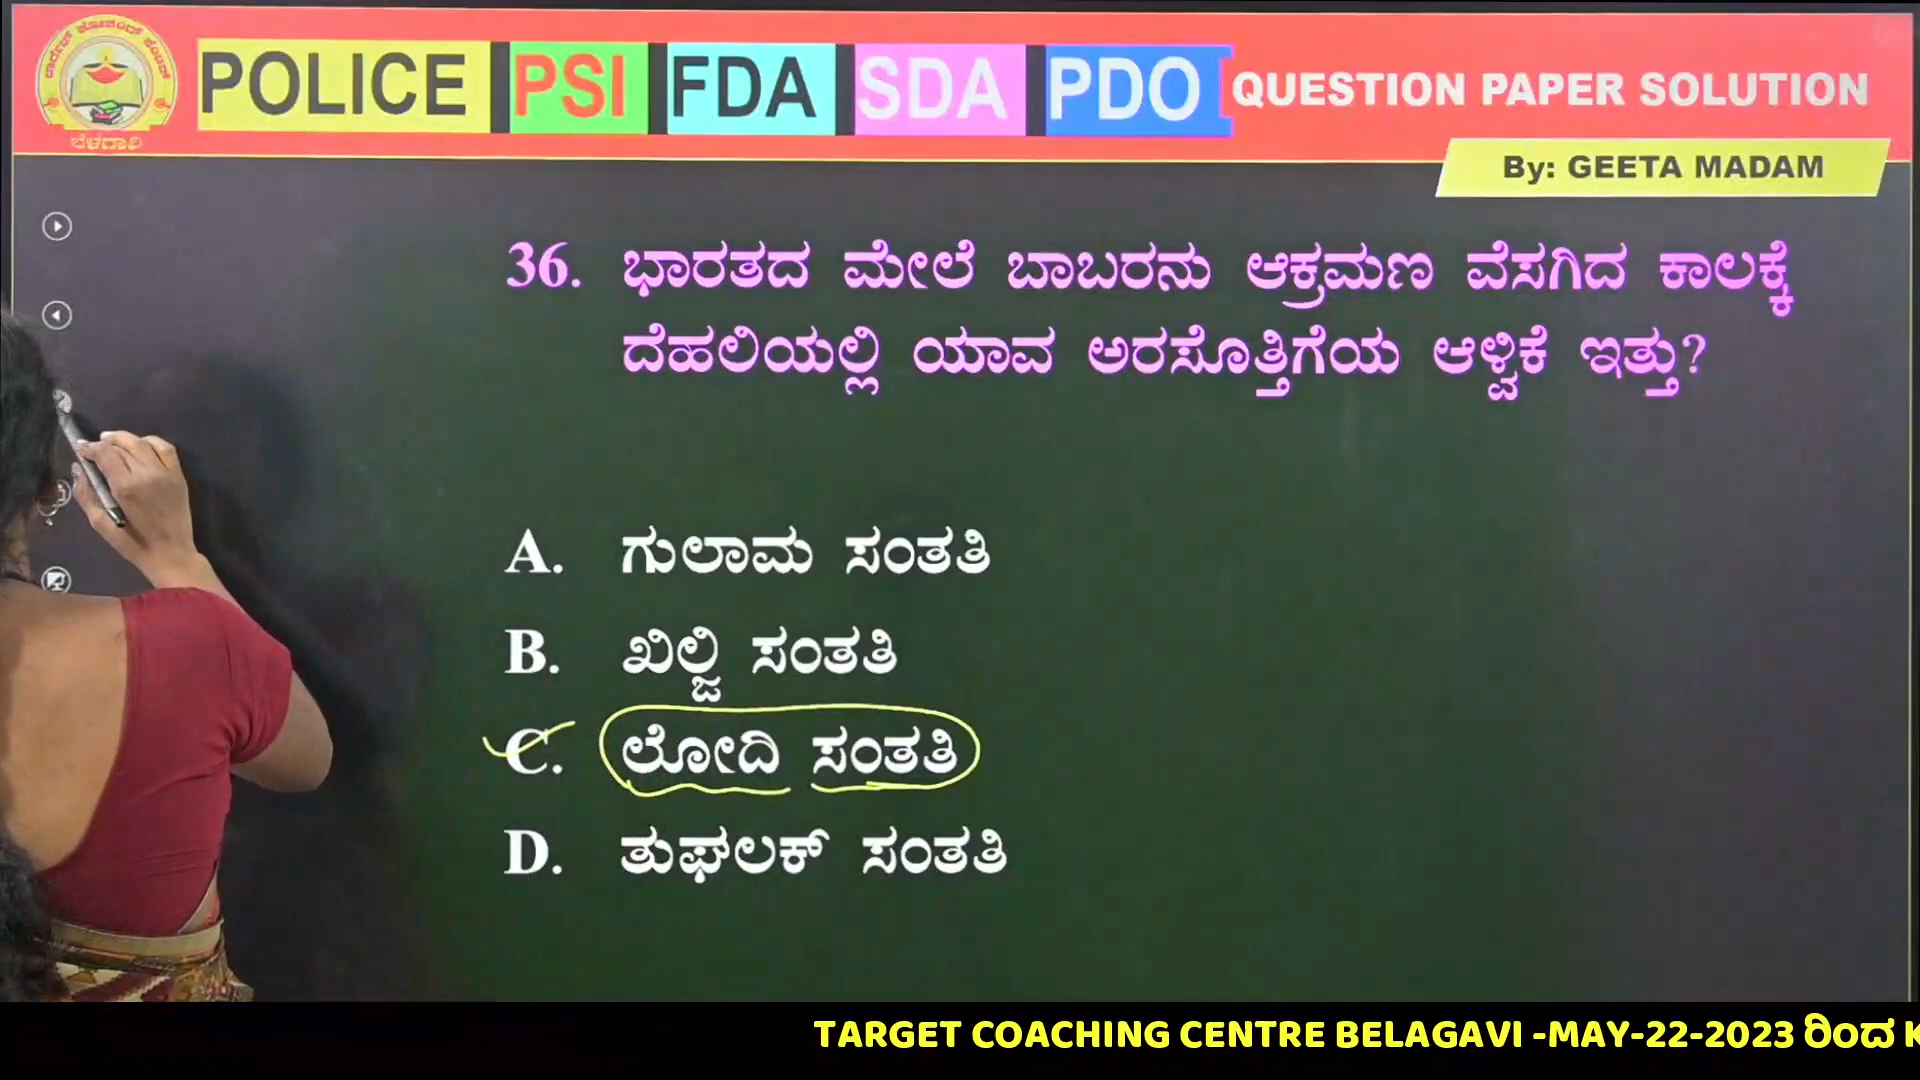 POLICE PSI FDA SDA PDO QUESTION PAPER SOLUTION
ಬೆಳಗಾವಿ
By: GEETA MADAM
36. ಭಾರತದ ಮೇಲೆ ಬಾಬರನು ಆಕ್ರಮಣ ವೆಸಗಿದ ಕಾಲಕ್ಕೆ
ದೆಹಲಿಯಲ್ಲಿ ಯಾವ ಅರಸೊತ್ತಿಗೆಯ ಆಳ್ವಿಕೆ ಇತ್ತು?
A. ಗುಲಾಮ ಸಂತತಿ
B. ಖಿಲ್ಜಿ ಸಂತತಿ
C. ಲೋದಿ ಸಂತತಿ
D. ತುಘಲಕ್ ಸಂತತಿ
TARGET COACHING CENTRE BELAGAVI -MAY-22-2023 ರಿಂದ K